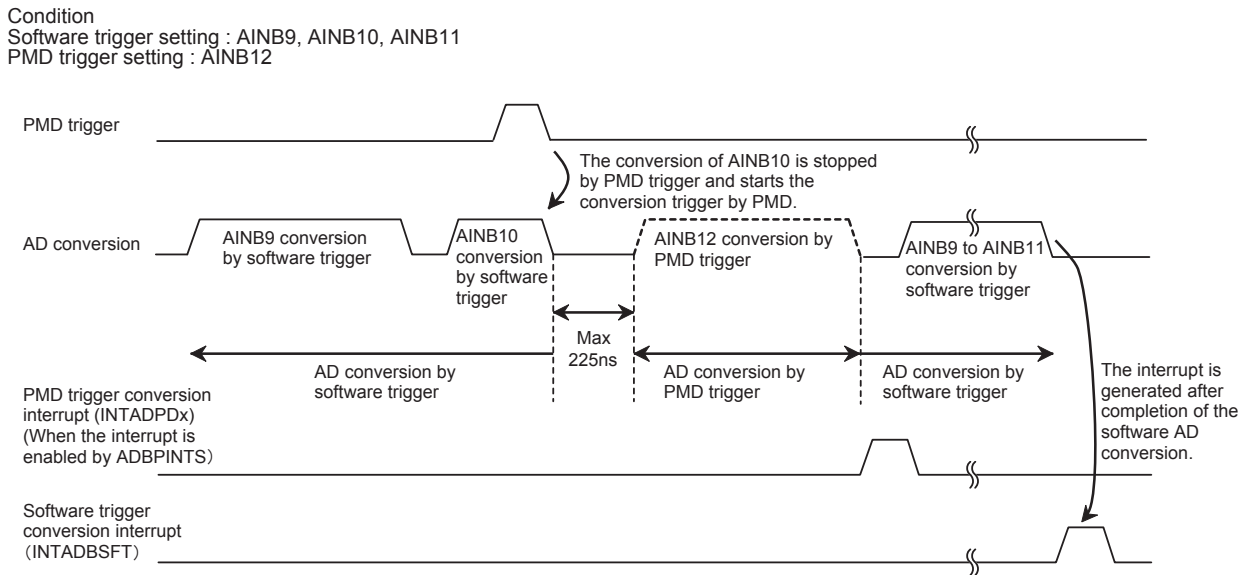 Condition
Software trigger setting : AINB9, AINB10, AINB11
PMD trigger setting : AINB12
PMD trigger
The conversion of AINB10 is stopped
by PMD trigger and starts the
conversion trigger by PMD.
AD conversion
AINB9 conversion
by software trigger
AINB10
conversion
by software
trigger
AINB12 conversion by
PMD trigger
AINB9 to AINB11
conversion by
software trigger
Max
225ns
AD conversion by
software trigger
AD conversion by
PMD trigger
AD conversion by
software trigger
The interrupt is
generated after
completion of the
software AD
conversion.
PMD trigger conversion
interrupt (INTADPDx)
(When the interrupt is
enabled by ADBPINTS）
Software trigger
conversion interrupt
（INTADBSFT）